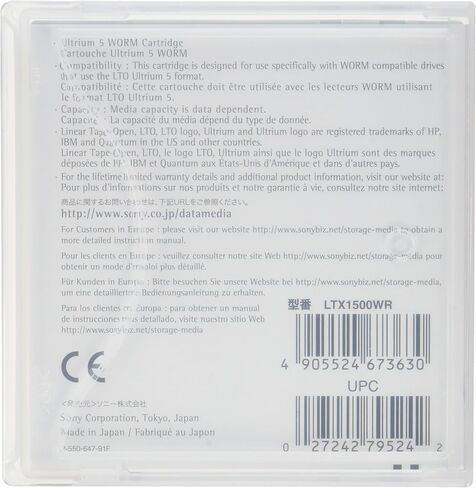 · Ultrium 5 WORM Cartridge
Cartouche Ultrium 5 WORM
· Compatibility : This cartridge is designed for use specifically with WORM compatible drives
that use the LTO Ultrium 5 format.
Compatibilité : Cette cartouche doit être utilisée avec les lecteurs WORM utilisant
le format LTO Ultrium 5.
· Capacity : Media capacity is data dependent.
Capacité : La capacité du média dépend du type de donnée.
· Linear Tape-Open, LTO, LTO logo, Ultrium and Ultrium logo are registered trademarks of HP,
IBM and Quantum in the US and other countries.
Linear Tape-Open, LTO, le logo LTO, Ultrium ainsi que le logo Ultrium sont des marques
déposées de HP, IBM et Quantum aux États-Unis d'Amérique et dans d'autres pays.
· For the lifetime limited warranty details and additional product information, visit our website at:
Pour plus d'informations sur nos produits et notre garantie à vie, consultez notre site internet:
商品に関するお問い合わせは、下記URLをご参照ください。
http://www.sony.co.jp/datamedia
For Customers in Europe : please visit our website http://www.sonybiz.net/storage-media to obtain a
more detailed instruction manual.
Pour les clients en Europe : veuillez consulter notre site Web http://www.sonybiz.net/storage-media pour
obtenir un mode d'emploi plus détaillé.
Für Kunden in Europa : Bitte besuchen Sie unsere Website bei http://www.sonybiz.net/storage-media,
um eine detailliertere Bedienungsanleitung zu erhalten.
Para los clientes en Europa : para obtener un manual
de instrucciones más detallado, visite nuestro sitio Web
http://www.sonybiz.net/storage-media
型番 LTX1500WR
4 905524 673630
UPC
0 27242 79524 2
CE
<発売元>ソニー株式会社
Sony Corporation, Tokyo, Japan
Made in Japan / Fabriqué au Japon
-550-647-91F